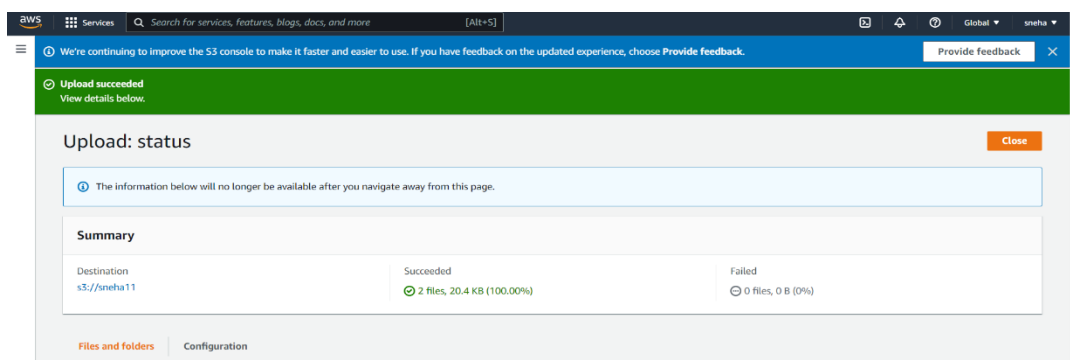 aws Services Search for services, features, blogs, docs, and more [Alt+S] Global sneha
We're continuing to improve the S3 console to make it faster and easier to use. If you have feedback on the updated experience, choose Provide feedback. Provide feedback
Upload succeeded
View details below.
Upload: status Close
The information below will no longer be available after you navigate away from this page.
Summary
Destination Succeeded Failed
s3://sneha11 2 files, 20.4 KB (100.00%) 0 files, 0 B (0%)
Files and folders Configuration